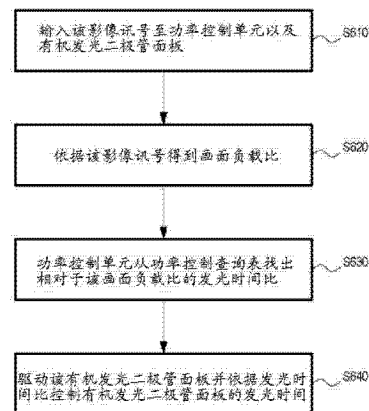 输入该影像讯号至功率控制单元以及
有机发光二极管面板
S610
依据该影像讯号得到画面负载比
S620
功率控制单元从功率控制查询表找出
相对于该画面负载比的发光时间比
S630
驱动该有机发光二极管面板并依据发光时
间比控制有机发光二极管面板的发光时间
S640